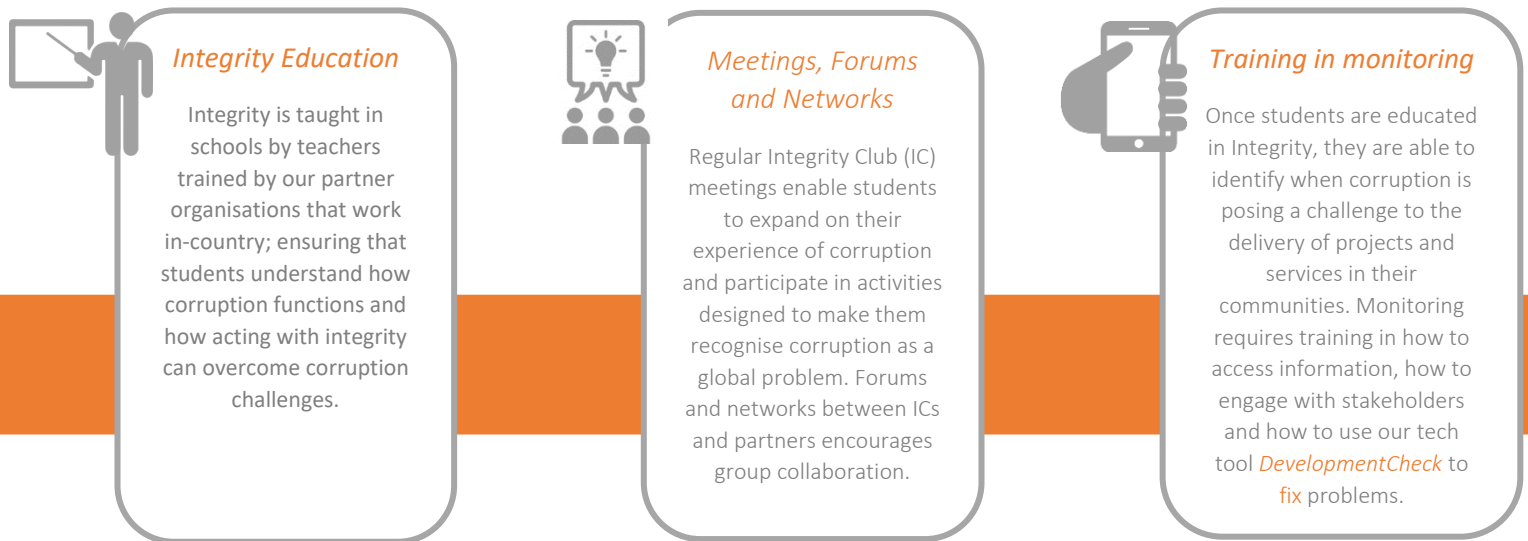 Integrity Education
Integrity is taught in
schools by teachers
trained by our partner
organisations that work
in-country; ensuring that
students understand how
corruption functions and
how acting with integrity
can overcome corruption
challenges.
Meetings, Forums
and Networks
Regular Integrity Club (IC)
meetings enable students
to expand on their
experience of corruption
and participate in activities
designed to make them
recognise corruption as a
global problem. Forums
and networks between ICs
and partners encourages
group collaboration.
Training in monitoring
Once students are educated
in Integrity, they are able to
identify when corruption is
posing a challenge to the
delivery of projects and
services in their
communities. Monitoring
requires training in how to
access information, how to
engage with stakeholders
and how to use our tech
tool DevelopmentCheck to
fix problems.